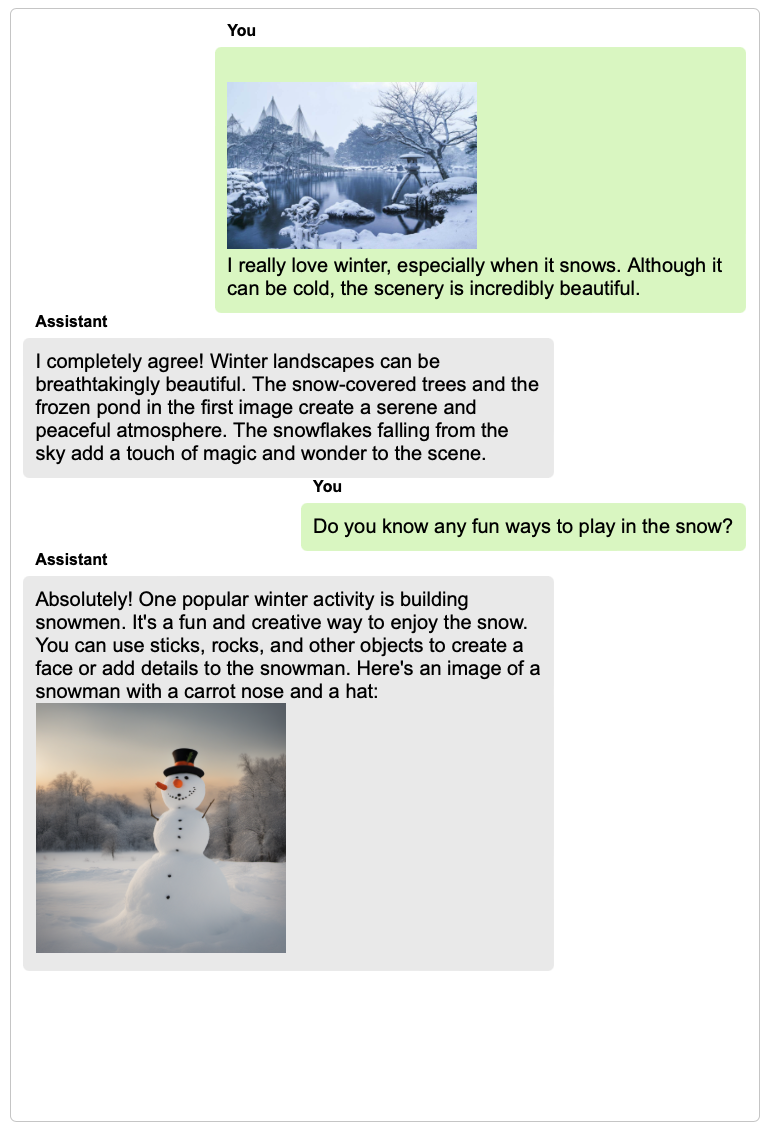 You
I really love winter, especially when it snows. Although it
can be cold, the scenery is incredibly beautiful.
Assistant
I completely agree! Winter landscapes can be
breathtakingly beautiful. The snow-covered trees and the
frozen pond in the first image create a serene and
peaceful atmosphere. The snowflakes falling from the
sky add a touch of magic and wonder to the scene.
You
Do you know any fun ways to play in the snow?
Assistant
Absolutely! One popular winter activity is building
snowmen. It's a fun and creative way to enjoy the snow.
You can use sticks, rocks, and other objects to create a
face or add details to the snowman. Here's an image of a
snowman with a carrot nose and a hat: